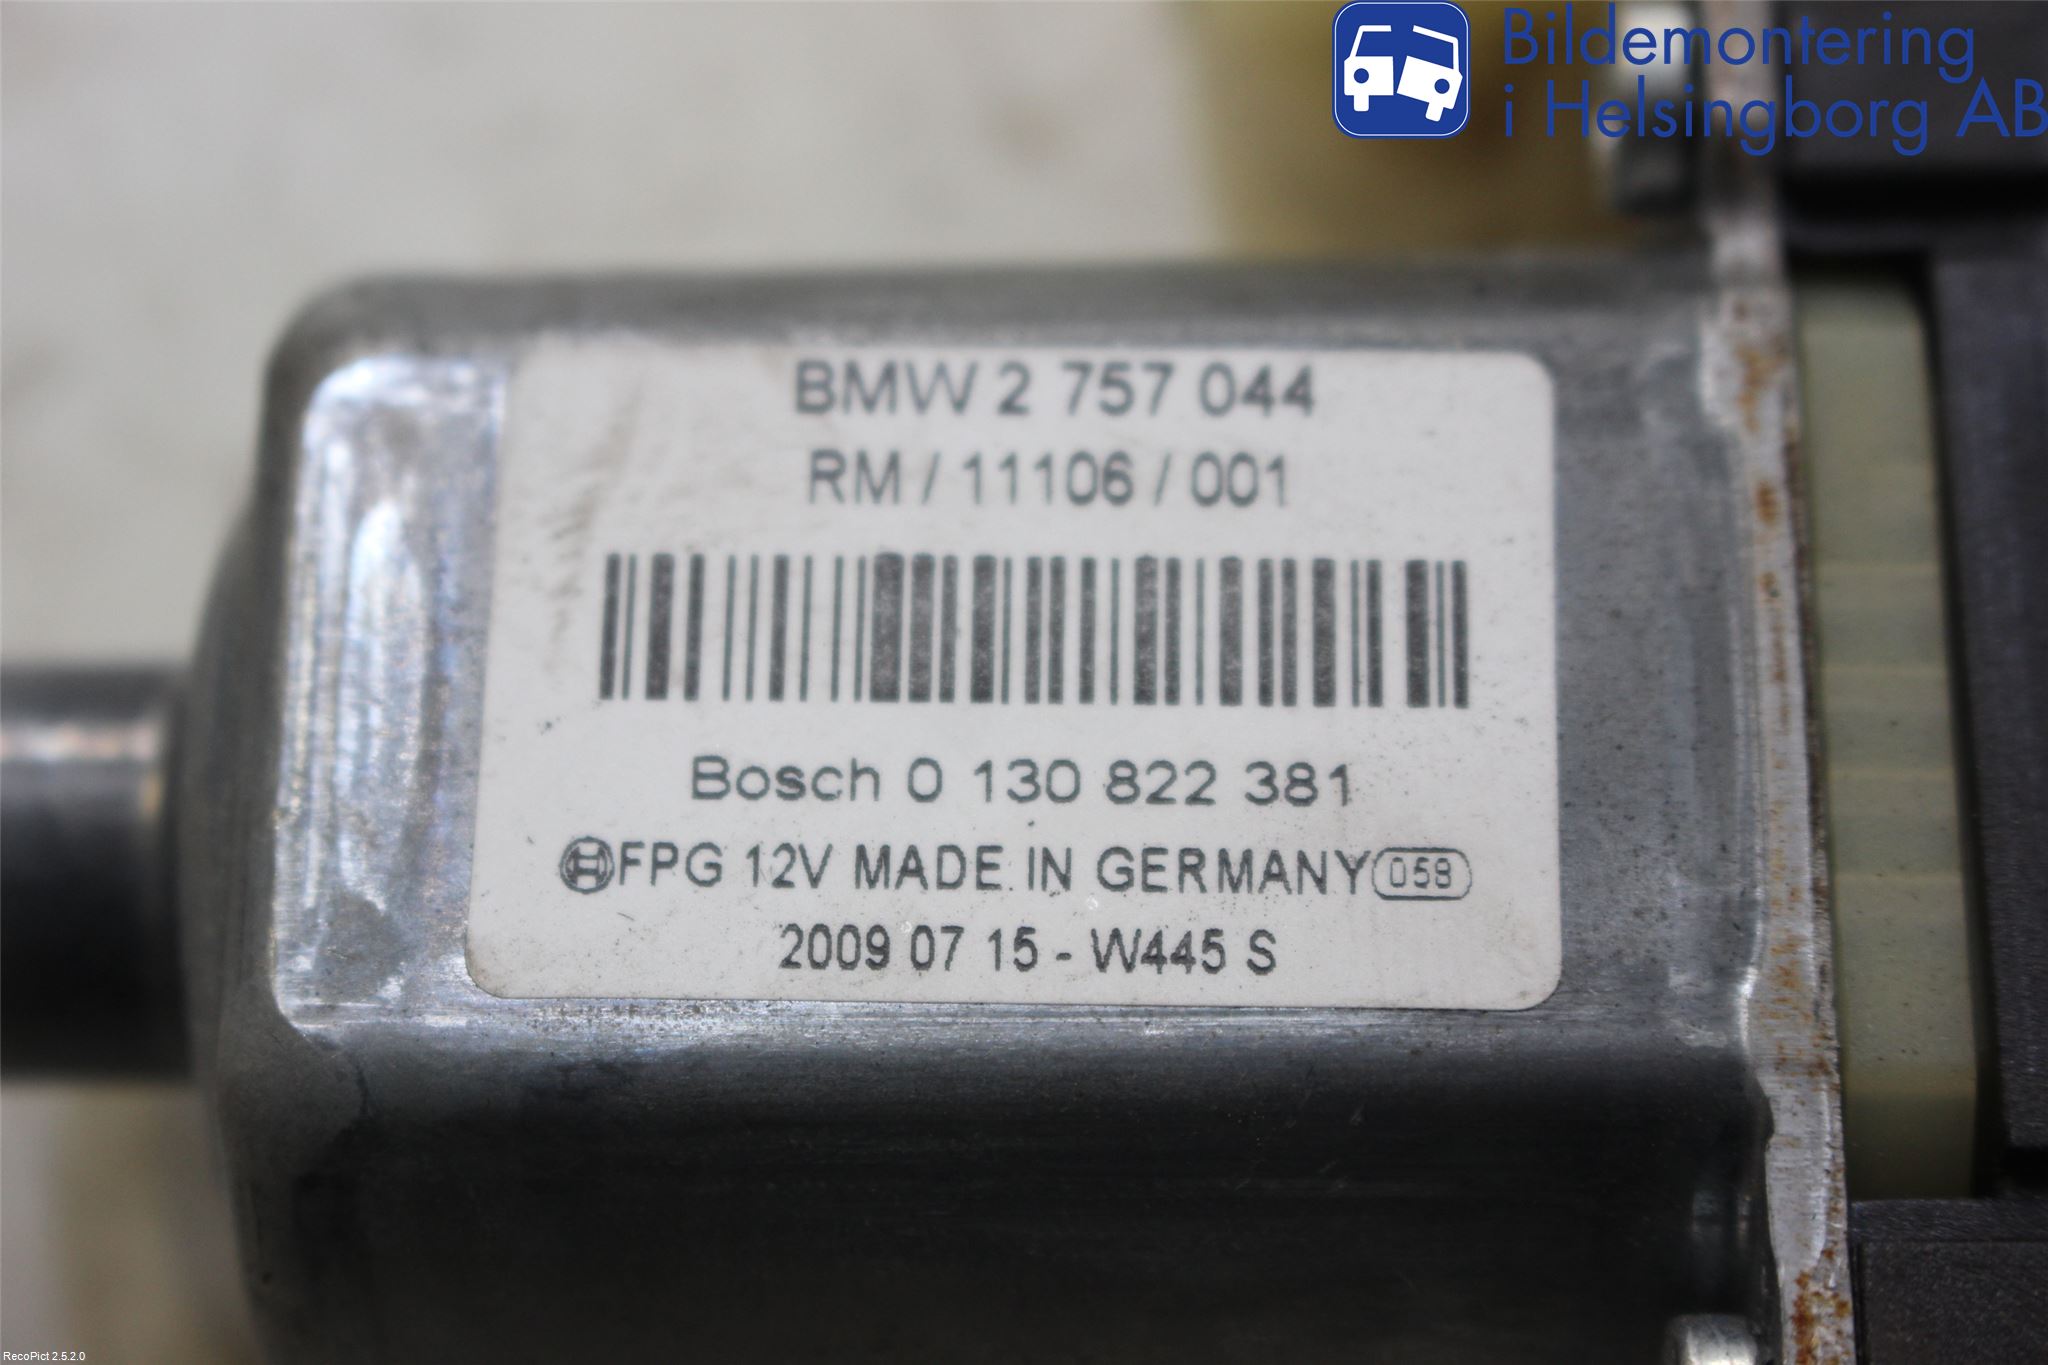 Bildemontering
i Helsingborg AB
BMW 2 757 044
RM / 11106 / 001
Bosch 0 130 822 381
FPG 12V MADE IN GERMANY 058
2009 07 15 - W445 S
RecoPict 2.5.2.0